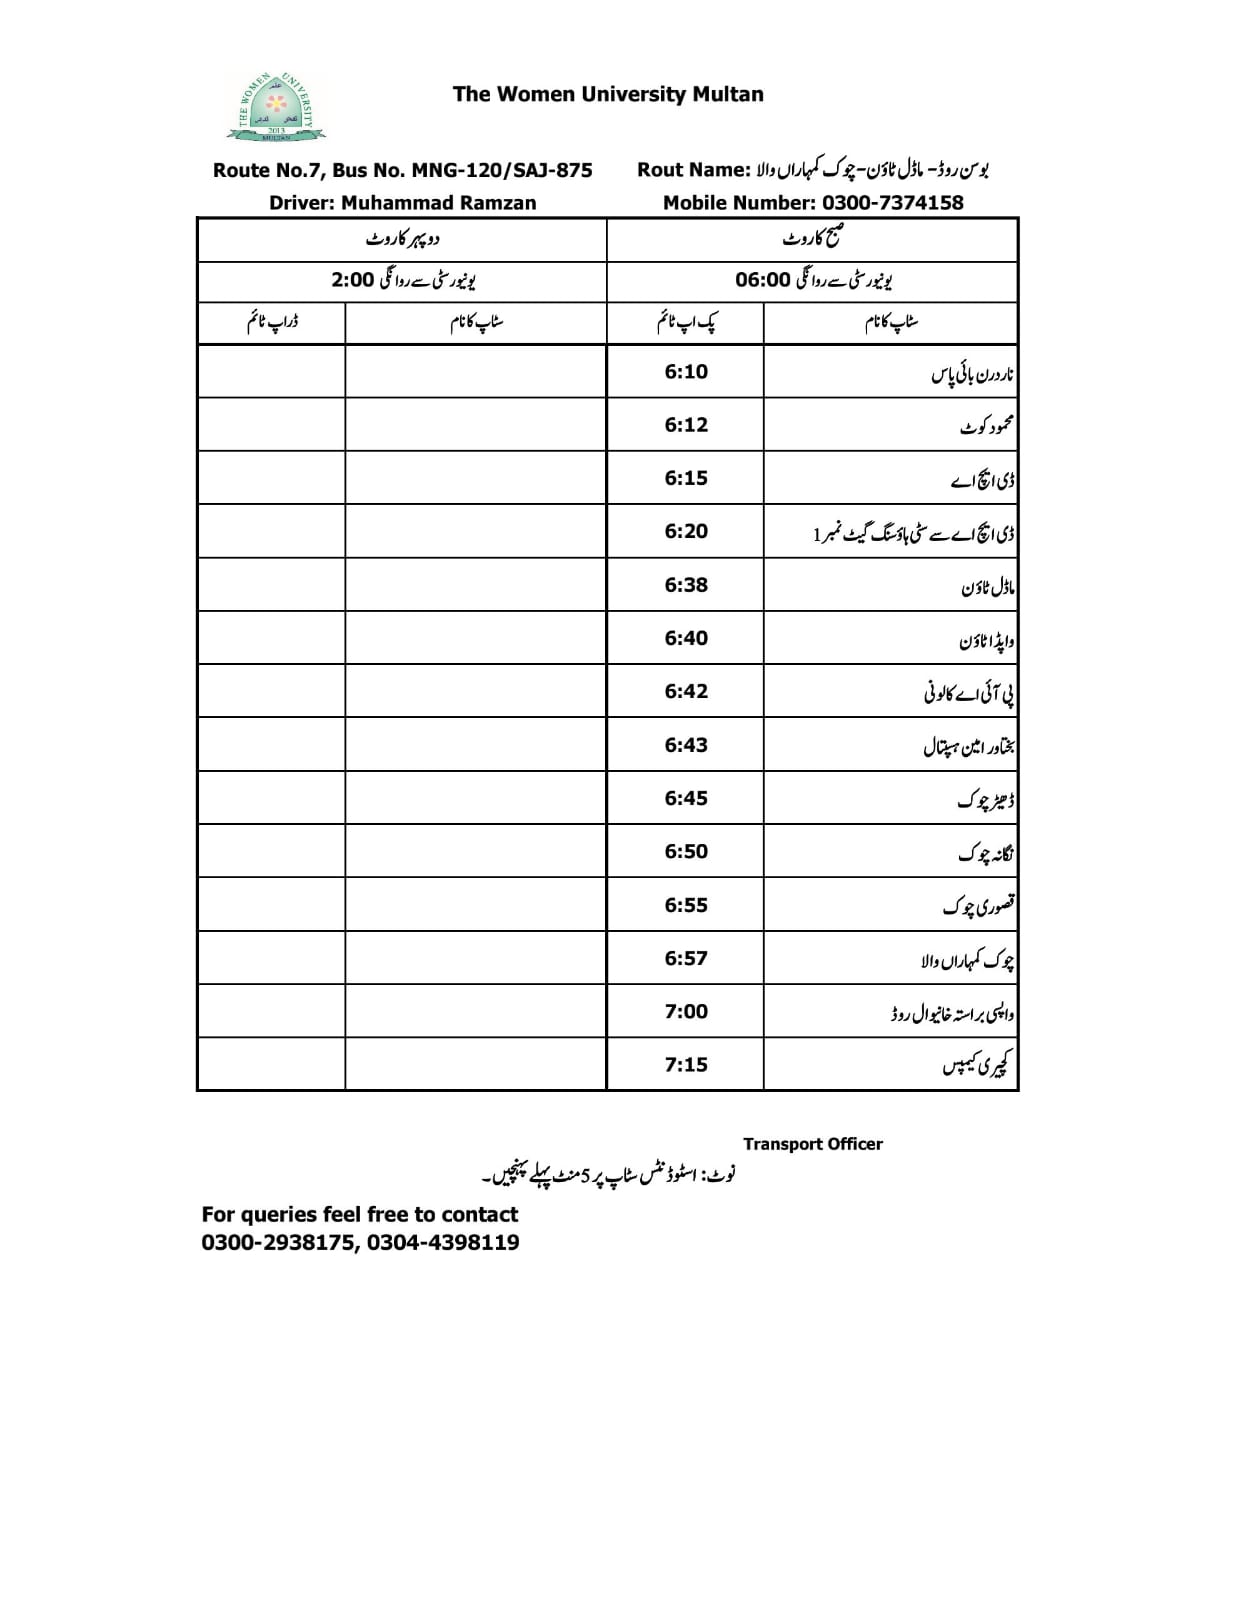 THE WOMEN UNIVERSITY
علم
2013
MULTAN
The Women University Multan
Route No.7, Bus No. MNG-120/SAJ-875 Rout Name: بوسن روڈ- ماڈل ٹاؤن-چوک کمہاراں والا
Driver: Muhammad Ramzan Mobile Number: 0300-7374158
صبح کا روٹ دوپہر کا روٹ
یونیورسٹی سے روانگی 06:00 یونیورسٹی سے روانگی 2:00
سٹاپ کا نام پک اپ ٹائم سٹاپ کا نام ڈراپ ٹائم
ناردرن بائی پاس 6:10
محمود کوٹ 6:12
ڈی ایچ اے 6:15
ڈی ایچ اے سے سٹی ہاؤسنگ گیٹ نمبر 1 6:20
ماڈل ٹاؤن 6:38
واپڈا ٹاؤن 6:40
پی آئی اے کالونی 6:42
بختاور امین ہسپتال 6:43
ڈھیڑ چوک 6:45
نگانہ چوک 6:50
قصوری چوک 6:55
چوک کمہاراں والا 6:57
واپسی براستہ خانیوال روڈ 7:00
کچہری کیمپس 7:15
Transport Officer
نوٹ: اسٹوڈنٹس سٹاپ پر 5 منٹ پہلے پہنچیں۔
For queries feel free to contact
0300-2938175, 0304-4398119